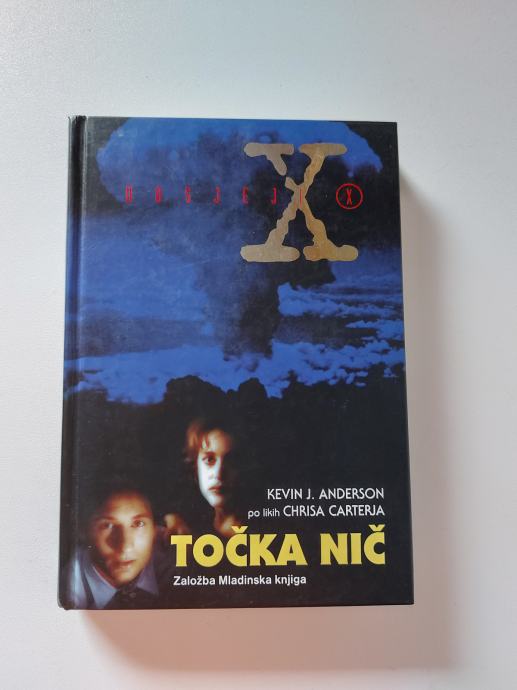 X
DOSJEJI X
KEVIN J. ANDERSON
po likih CHRISA CARTERJA
TOČKA NIČ
Založba Mladinska knjiga